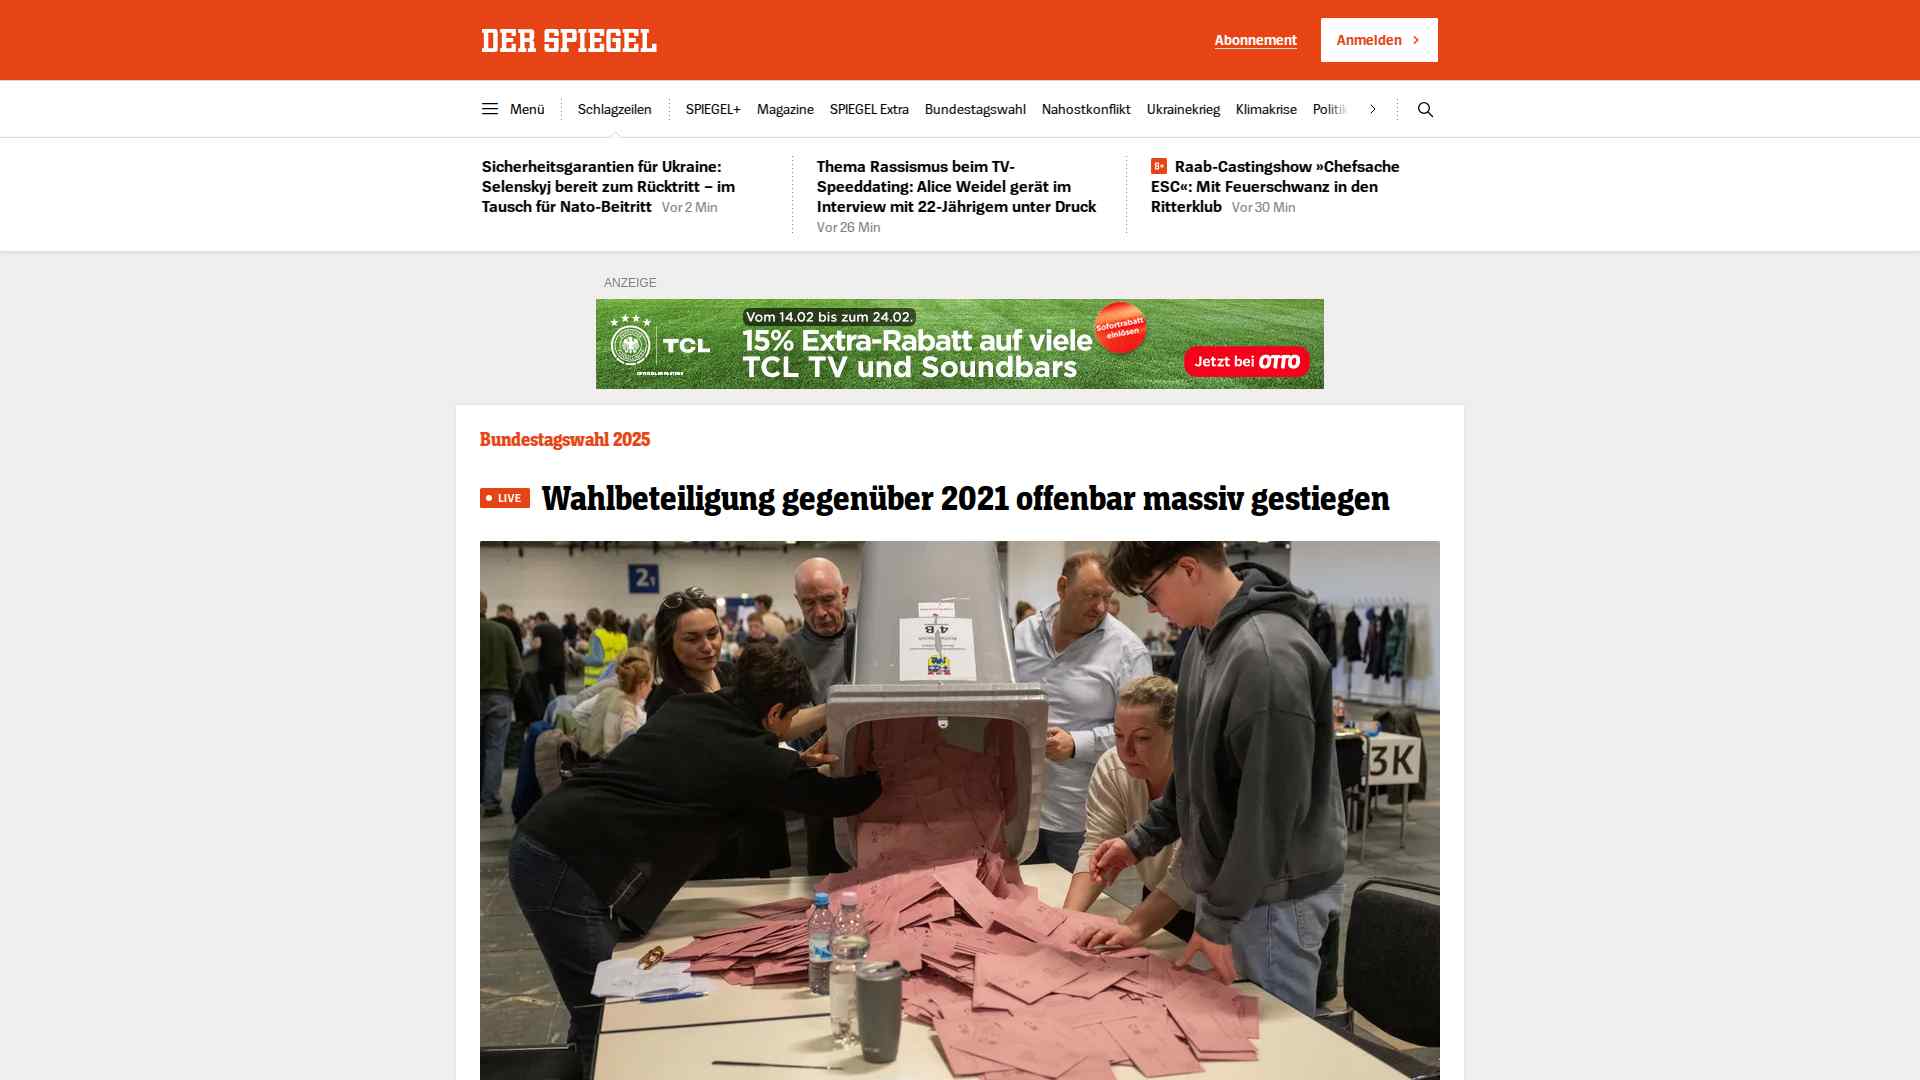 DER SPIEGEL
Abonnement
Anmelden
Menü
Schlagzeilen
SPIEGEL+
Magazine
SPIEGEL Extra
Bundestagswahl
Nahostkonflikt
Ukrainekrieg
Klimakrise
Politik
Sicherheitsgarantien für Ukraine:
Selenskyj bereit zum Rücktritt – im
Tausch für Nato-Beitritt Vor 2 Min
Thema Rassismus beim TV-
Speeddating: Alice Weidel gerät im
Interview mit 22-Jährigem unter Druck
Vor 26 Min
Raab-Castingshow »Chefsache
ESC«: Mit Feuerschwanz in den
Ritterklub Vor 30 Min
ANZEIGE
TCL
Vom 14.02 bis zum 24.02.
15% Extra-Rabatt auf viele
TCL TV und Soundbars
Sofortrabatt
einlösen
Jetzt bei OTTO
Bundestagswahl 2025
LIVE Wahlbeteiligung gegenüber 2021 offenbar massiv gestiegen
21
4B
3K